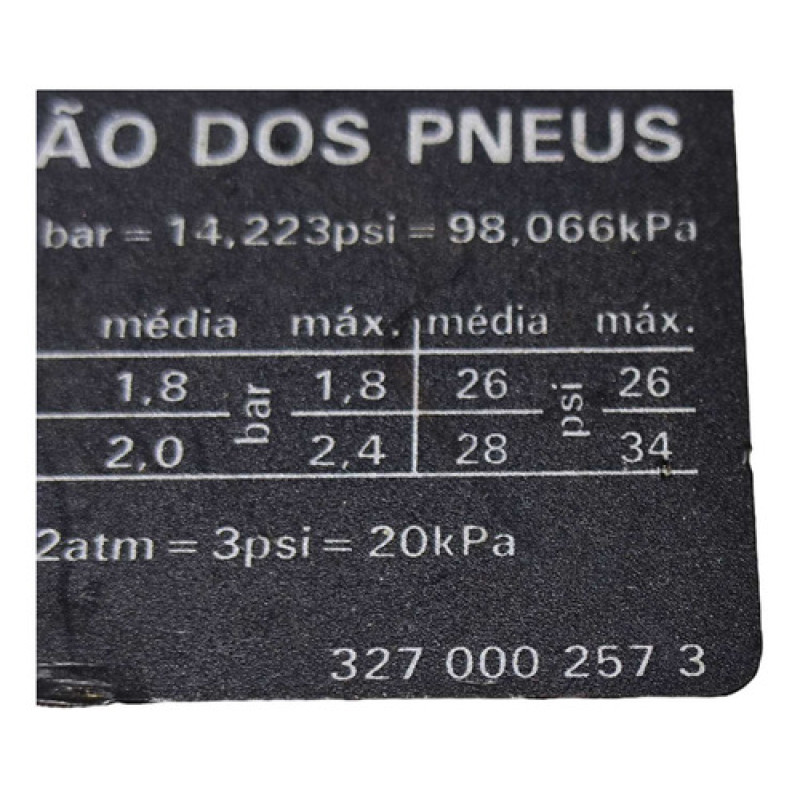 ÃO DOS PNEUS
bar = 14,223psi = 98,066kPa
média máx. média máx.
1,8 bar 1,8 26 psi 26
2,0 2,4 28 34
2atm = 3psi = 20kPa
327 000 257 3